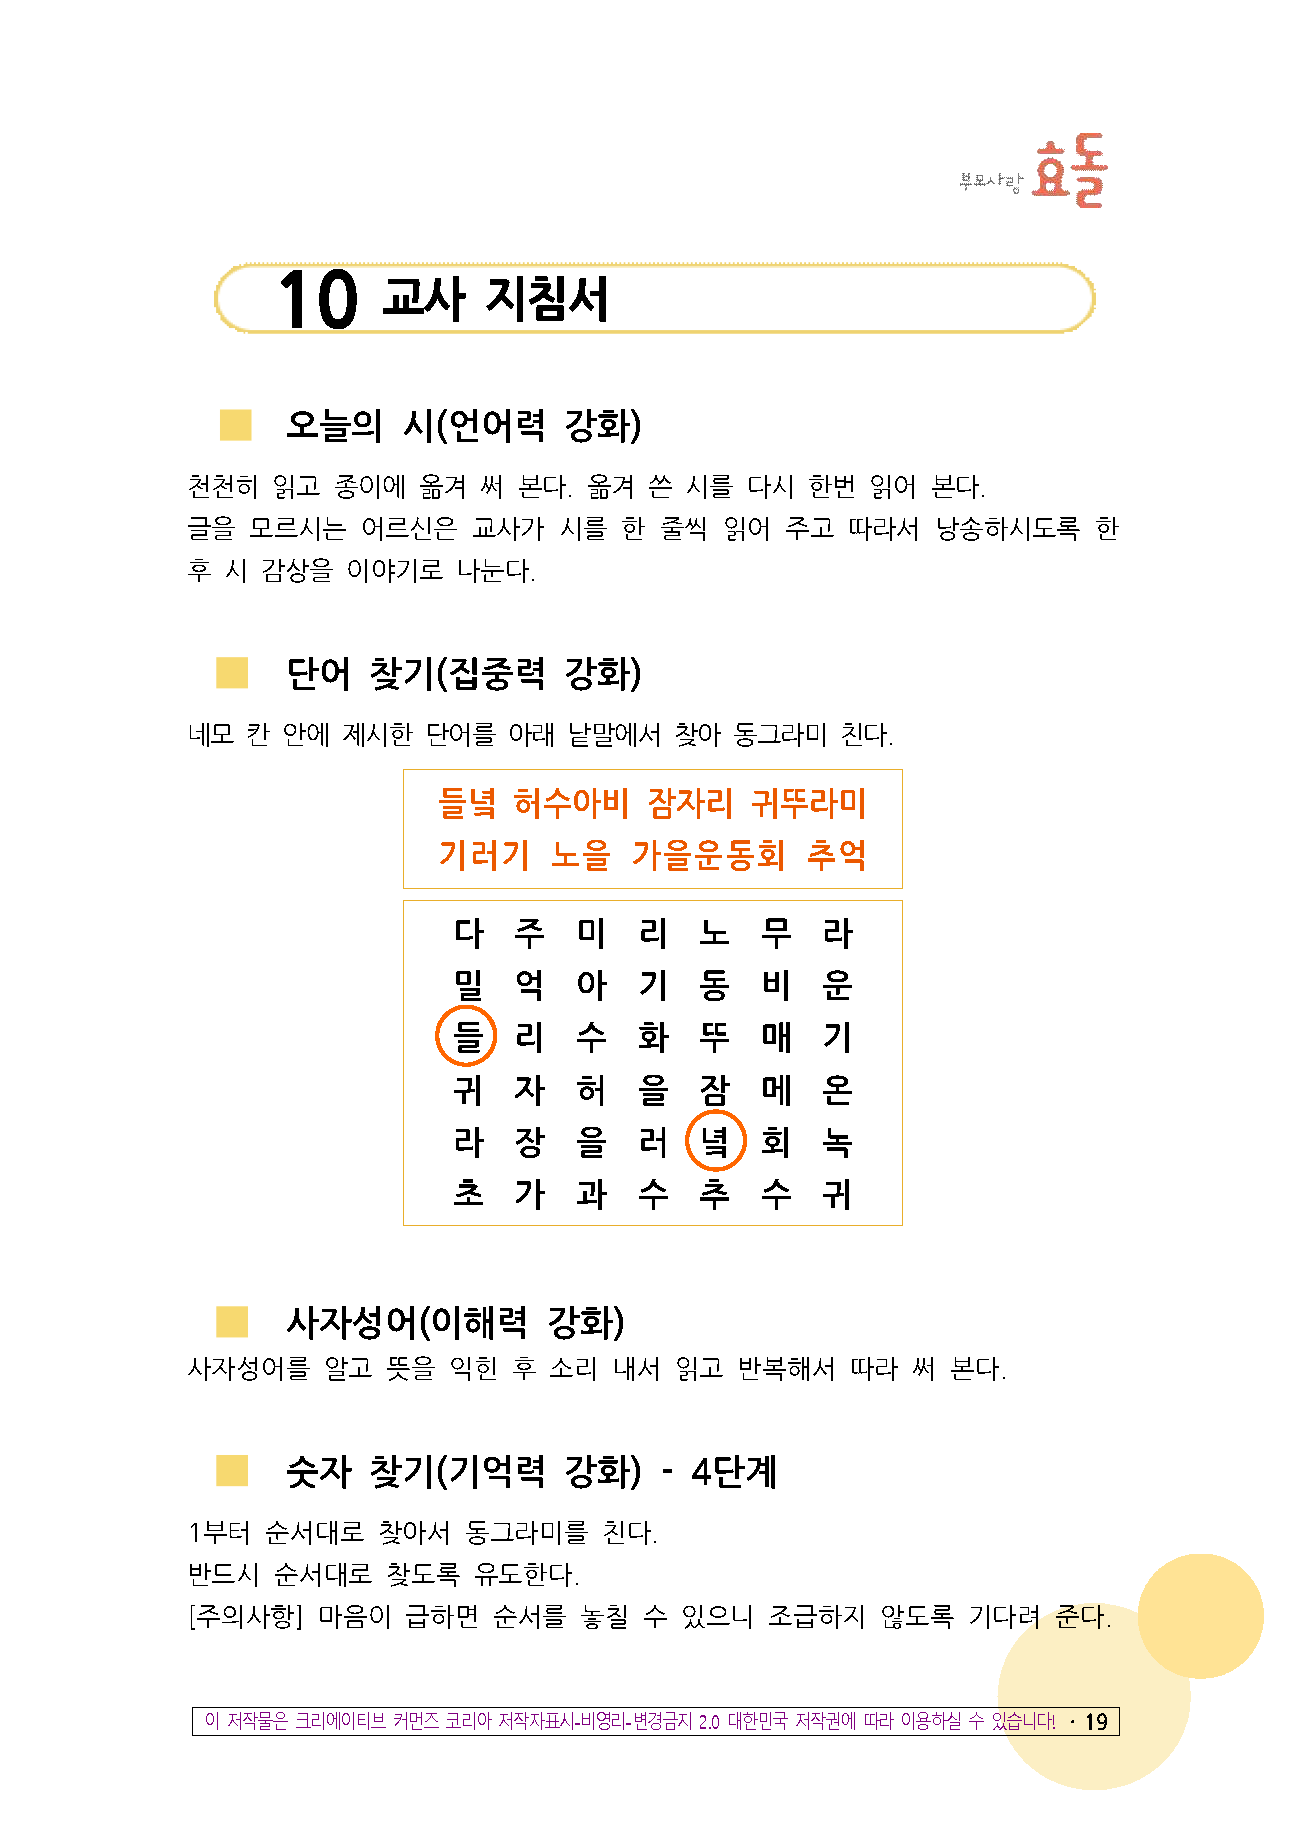 부모사랑 효돌
10 교사 지침서
오늘의 시(언어력 강화)
천천히 읽고 종이에 옮겨 써 본다. 옮겨 쓴 시를 다시 한번 읽어 본다.
글을 모르시는 어르신은 교사가 시를 한 줄씩 읽어 주고 따라서 낭송하시도록 한
후 시 감상을 이야기로 나눈다.
단어 찾기(집중력 강화)
네모 칸 안에 제시한 단어를 아래 낱말에서 찾아 동그라미 친다.
들녘 허수아비 잠자리 귀뚜라미
기러기 노을 가을운동회 추억
다 주 미 리 노 무 라
밀 억 아 기 동 비 운
들 리 수 화 뚜 매 기
귀 자 허 을 잠 메 온
라 장 을 러 녘 회 녹
초 가 과 수 추 수 귀
사자성어(이해력 강화)
사자성어를 알고 뜻을 익힌 후 소리 내서 읽고 반복해서 따라 써 본다.
숫자 찾기(기억력 강화) - 4단계
1부터 순서대로 찾아서 동그라미를 친다.
반드시 순서대로 찾도록 유도한다.
[주의사항] 마음이 급하면 순서를 놓칠 수 있으니 조급하지 않도록 기다려 준다.
이 저작물은 크리에이티브 커먼즈 코리아 저작자표시-비영리-변경금지 2.0 대한민국 저작권에 따라 이용하실 수 있습니다! · 19